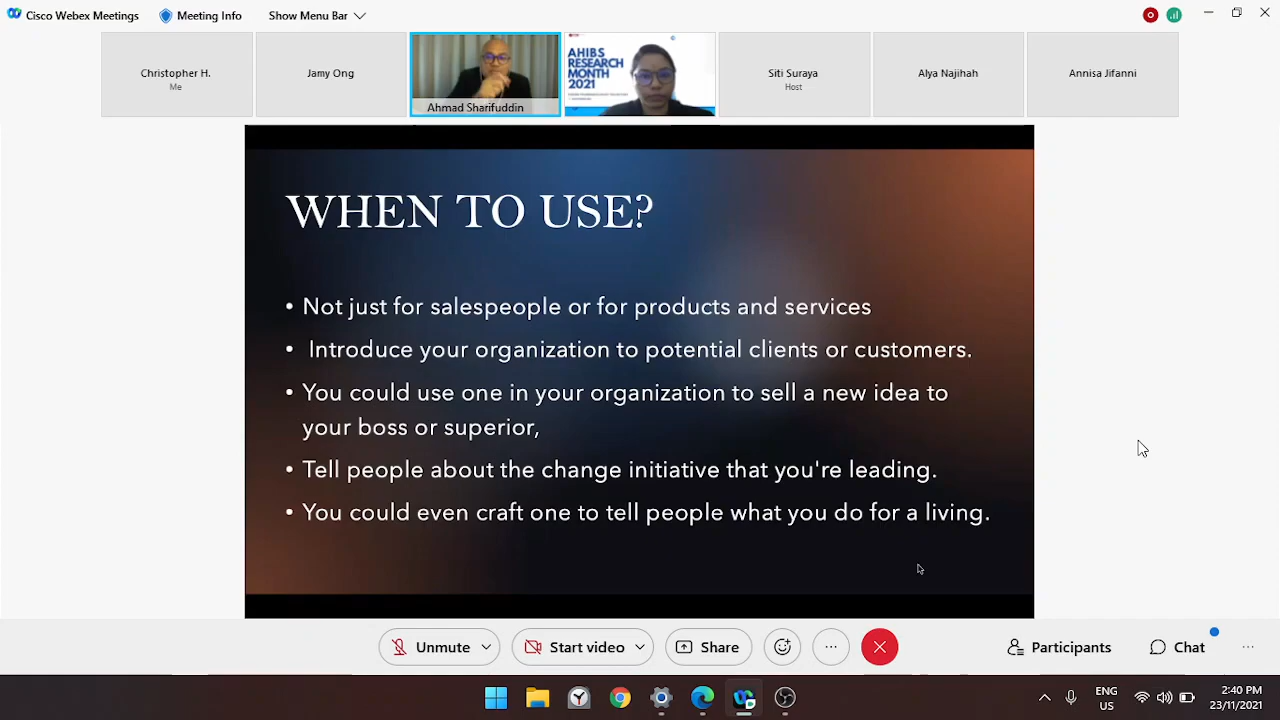 Cisco Webex Meetings
Meeting Info
Show Menu Bar
Christopher H.
Me
Jamy Ong
Ahmad Sharifuddin
AHIBS
RESEARCH
MONTH
2021
Siti Suraya
Host
Alya Najihah
Annisa Jifanni
WHEN TO USE?
• Not just for salespeople or for products and services
• Introduce your organization to potential clients or customers.
• You could use one in your organization to sell a new idea to
your boss or superior,
• Tell people about the change initiative that you're leading.
• You could even craft one to tell people what you do for a living.
Unmute
Start video
Share
Participants
Chat
ENG
US
2:40 PM
23/11/2021